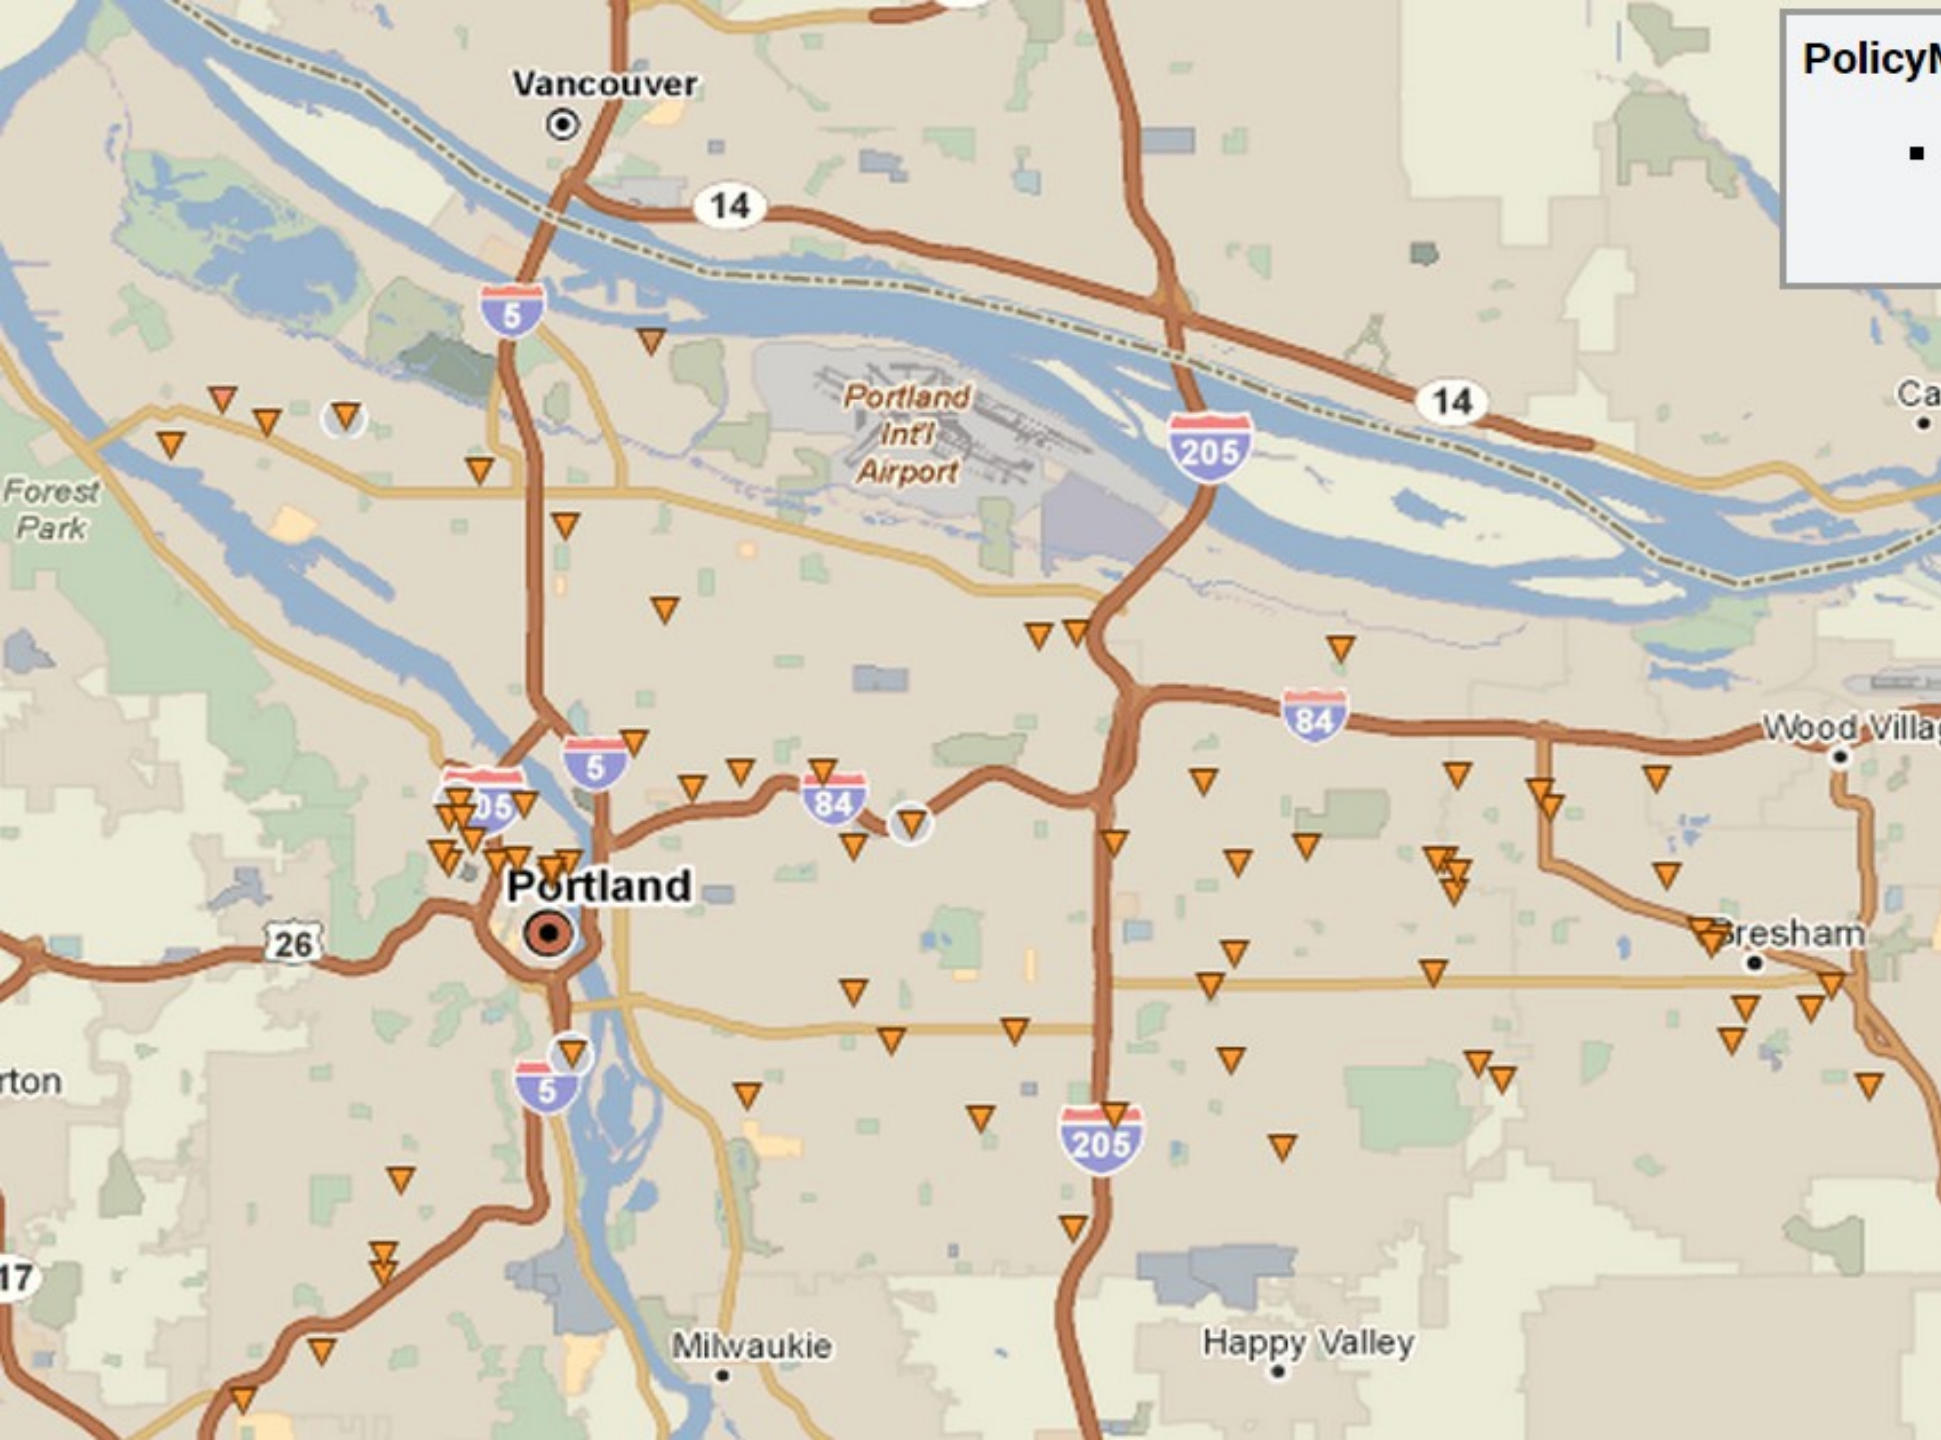 PolicyM
Vancouver
14
5
Portland
Int'l
Airport
14
Ca
205
Forest
Park
84
Wood Villag
5
05
84
Portland
26
Gresham
rton
5
205
17
Milwaukie
Happy Valley